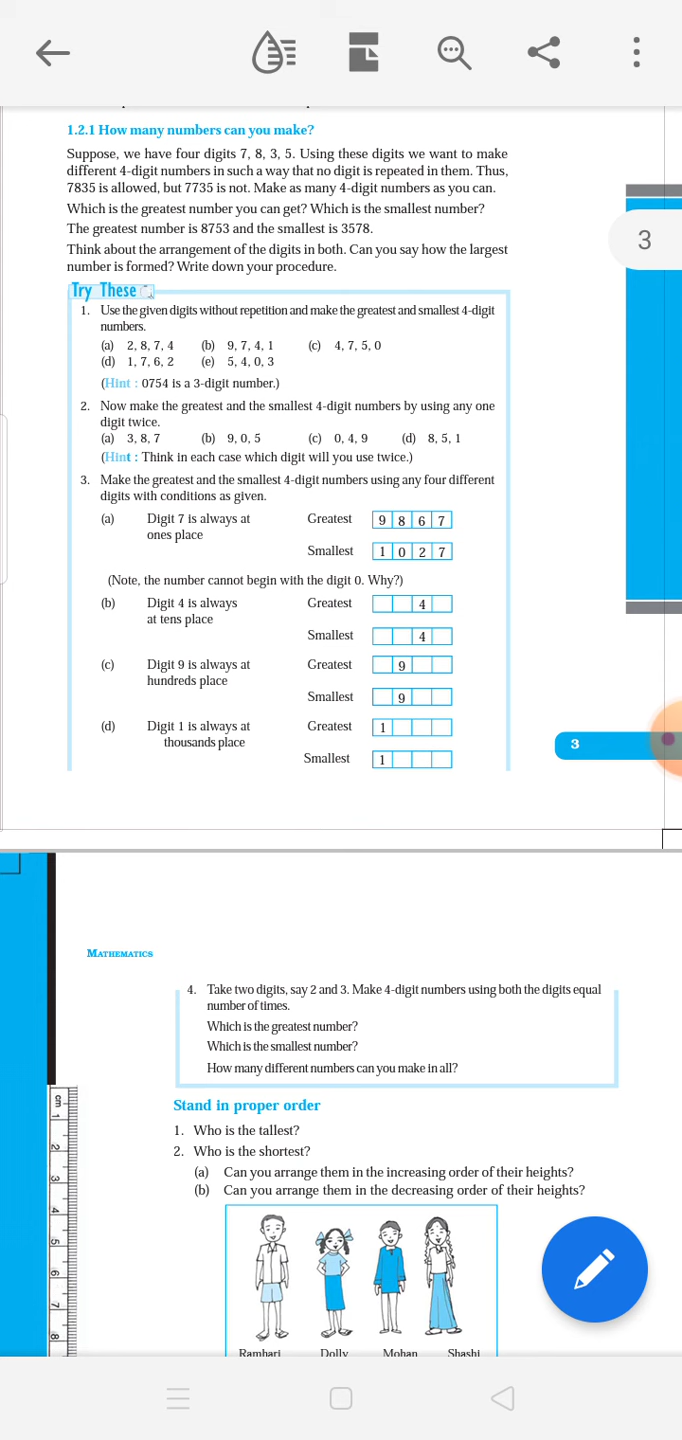 3
1.2.1 How many numbers can you make?
Suppose, we have four digits 7, 8, 3, 5. Using these digits we want to make
different 4-digit numbers in such a way that no digit is repeated in them. Thus,
7835 is allowed, but 7735 is not. Make as many 4-digit numbers as you can.
Which is the greatest number you can get? Which is the smallest number?
The greatest number is 8753 and the smallest is 3578.
Think about the arrangement of the digits in both. Can you say how the largest
number is formed? Write down your procedure.
Try These
1. Use the given digits without repetition and make the greatest and smallest 4-digit
numbers.
(a) 2, 8, 7, 4 (b) 9, 7, 4, 1 (c) 4, 7, 5, 0
(d) 1, 7, 6, 2 (e) 5, 4, 0, 3
(Hint : 0754 is a 3-digit number.)
2. Now make the greatest and the smallest 4-digit numbers by using any one
digit twice.
(a) 3, 8, 7 (b) 9, 0, 5 (c) 0, 4, 9 (d) 8, 5, 1
(Hint : Think in each case which digit will you use twice.)
3. Make the greatest and the smallest 4-digit numbers using any four different
digits with conditions as given.
(a) Digit 7 is always at Greatest 9 8 6 7
ones place
Smallest 1 0 2 7
(Note, the number cannot begin with the digit 0. Why?)
(b) Digit 4 is always Greatest 4
at tens place
Smallest 4
(c) Digit 9 is always at Greatest 9
hundreds place
Smallest 9
(d) Digit 1 is always at Greatest 1
thousands place
Smallest 1
3
MATHEMATICS
4. Take two digits, say 2 and 3. Make 4-digit numbers using both the digits equal
number of times.
Which is the greatest number?
Which is the smallest number?
How many different numbers can you make in all?
Stand in proper order
1. Who is the tallest?
2. Who is the shortest?
(a) Can you arrange them in the increasing order of their heights?
(b) Can you arrange them in the decreasing order of their heights?
cm 1 2 3 4 5 6 7 8
Ramhari Dolly Mohan Shashi